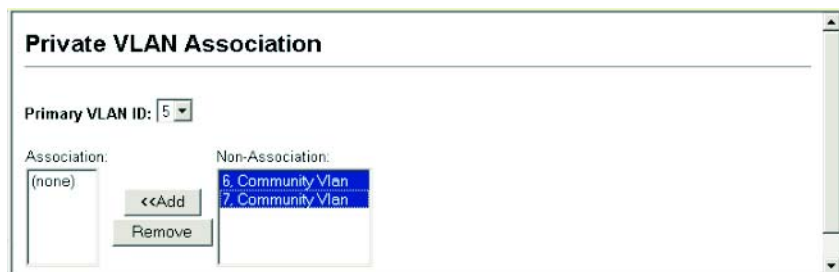 Private VLAN Association
Primary VLAN ID: 5
Association:
Non-Association:
(none)
6, Community Vlan
7, Community Vlan
<<Add
Remove